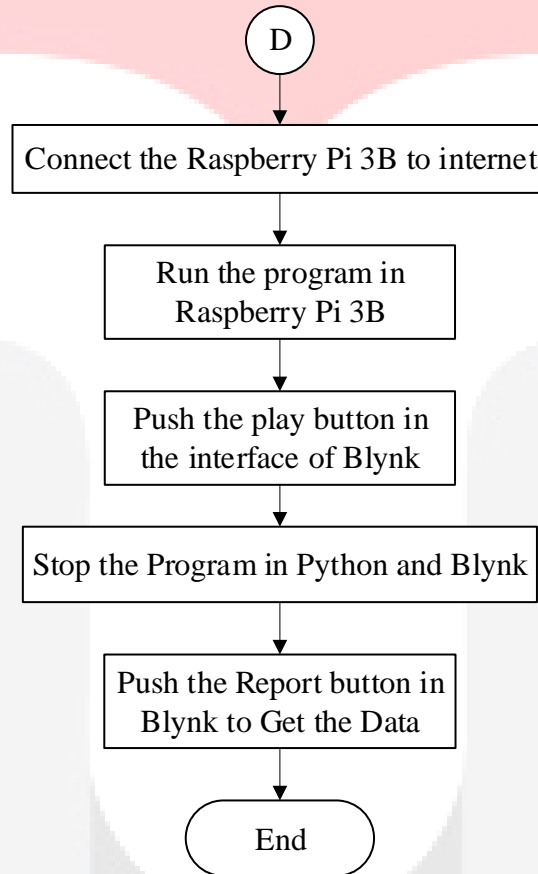 D
Connect the Raspberry Pi 3B to internet
Run the program in
Raspberry Pi 3B
Push the play button in
the interface of Blynk
Stop the Program in Python and Blynk
Push the Report button in
Blynk to Get the Data
End